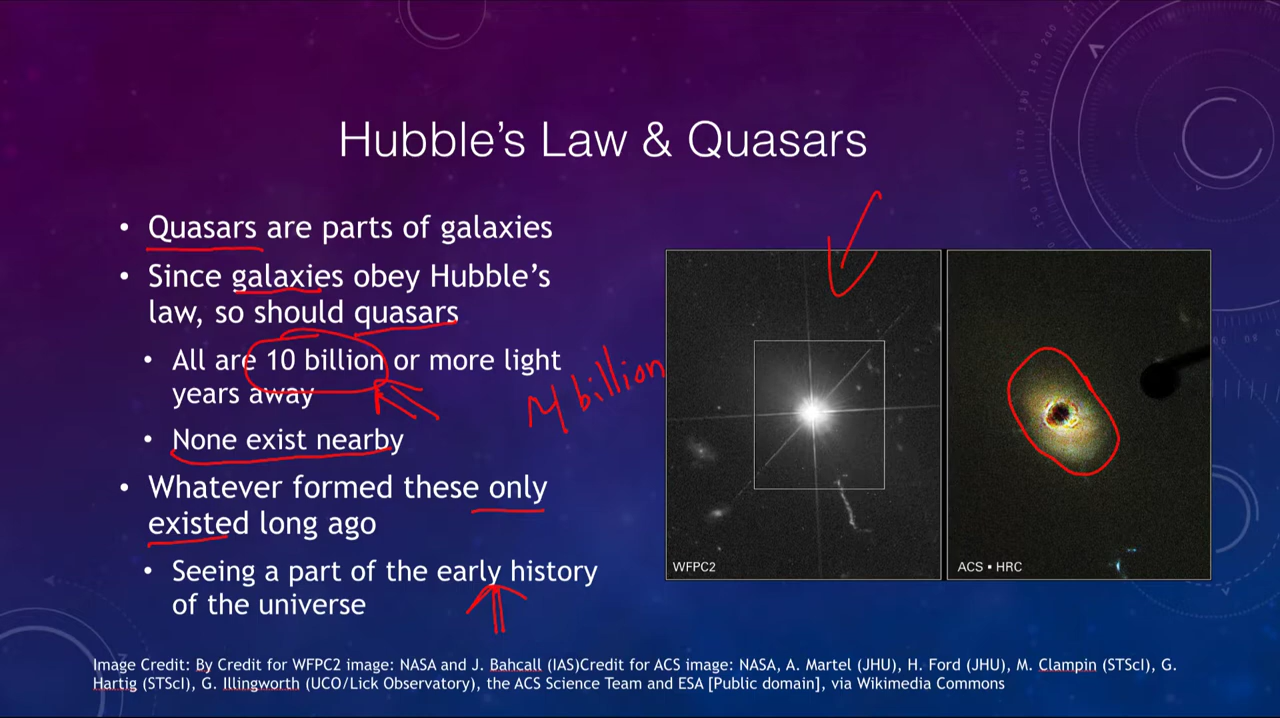 Hubble's Law & Quasars
• Quasars are parts of galaxies
• Since galaxies obey Hubble's
law, so should quasars
• All are 10 billion or more light
years away
billion
• None exist nearby
• Whatever formed these only
existed long ago
• Seeing a part of the early history
of the universe
WFPC2
ACS • HRC
Image Credit: By Credit for WFPC2 image: NASA and J. Bahcall (IAS)Credit for ACS image: NASA, A. Martel (JHU), H. Ford (JHU), M. Clampin (STScI), G.
Hartig (STScI), G. Illingworth (UCO/Lick Observatory), the ACS Science Team and ESA [Public domain], via Wikimedia Commons